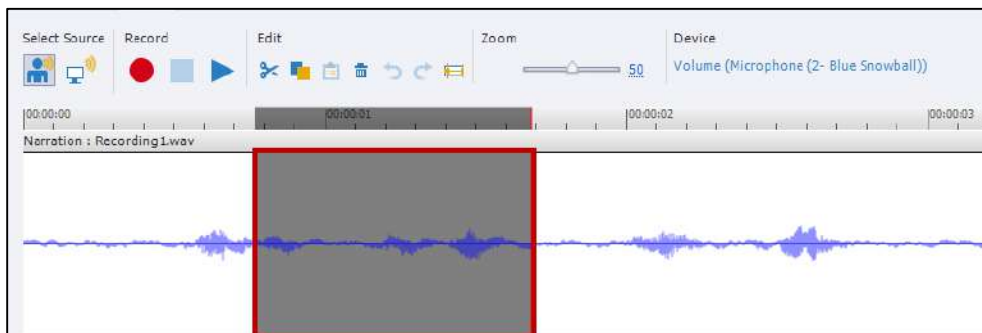 Select Source Record Edit Zoom Device
50 Volume (Microphone (2- Blue Snowball))
00:00:00 00:00:01 00:00:02 00:00:03
Narration : Recording1.wav